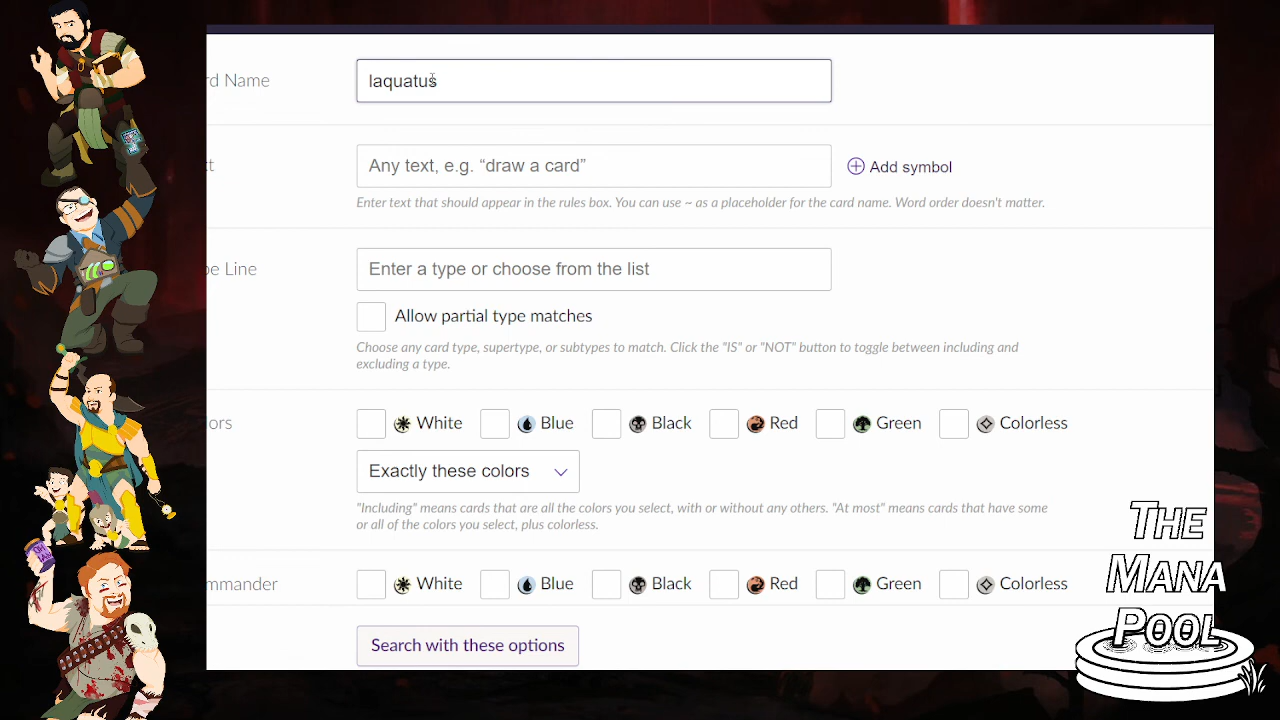 rd Name
laquatus
t
Any text, e.g. “draw a card”
Add symbol
Enter text that should appear in the rules box. You can use ~ as a placeholder for the card name. Word order doesn't matter.
pe Line
Enter a type or choose from the list
Allow partial type matches
Choose any card type, supertype, or subtypes to match. Click the "IS" or "NOT" button to toggle between including and
excluding a type.
ors
White Blue Black Red Green Colorless
Exactly these colors
"Including" means cards that are all the colors you select, with or without any others. "At most" means cards that have some
or all of the colors you select, plus colorless.
mmander
White Blue Black Red Green Colorless
Search with these options
THE
MANA
POOL